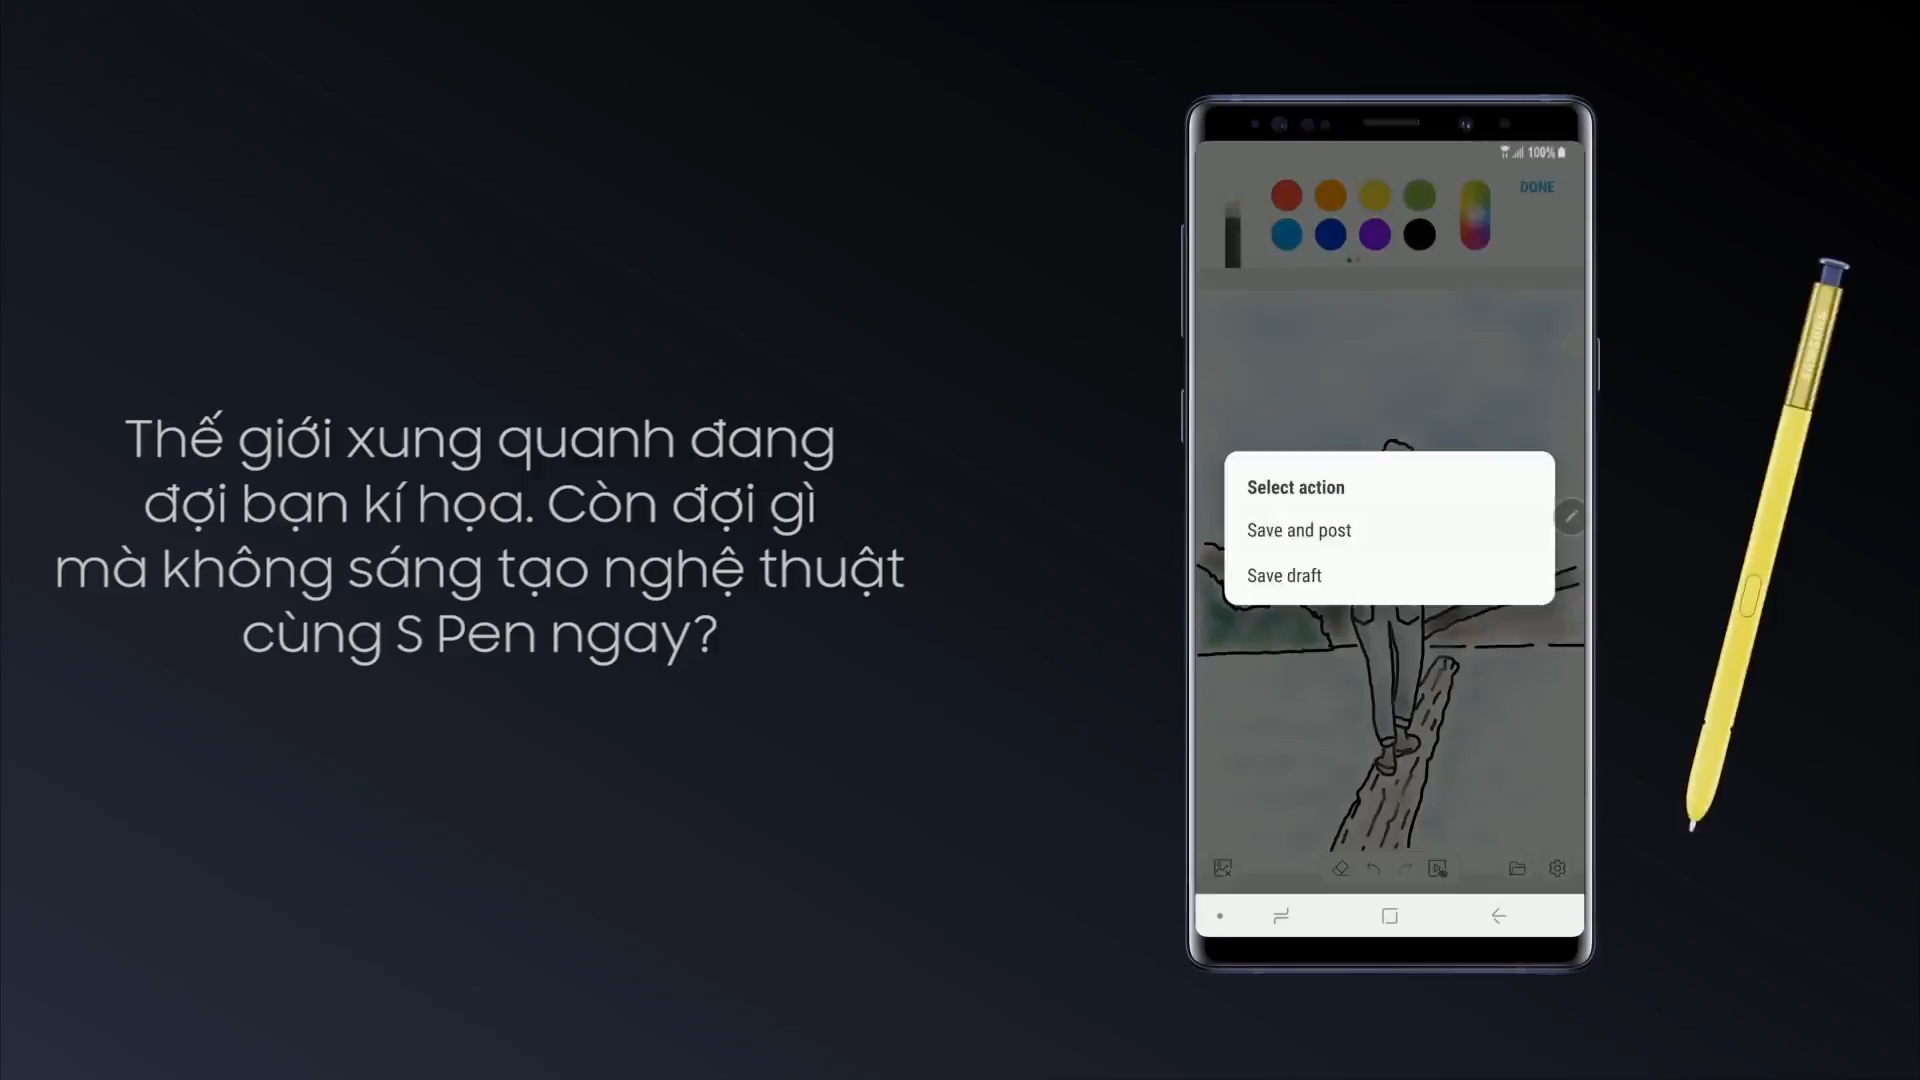 Thế giới xung quanh đang
đợi bạn kí họa. Còn đợi gì
mà không sáng tạo nghệ thuật
cùng S Pen ngay?
100%
DONE
Select action
Save and post
Save draft
SAMSUNG